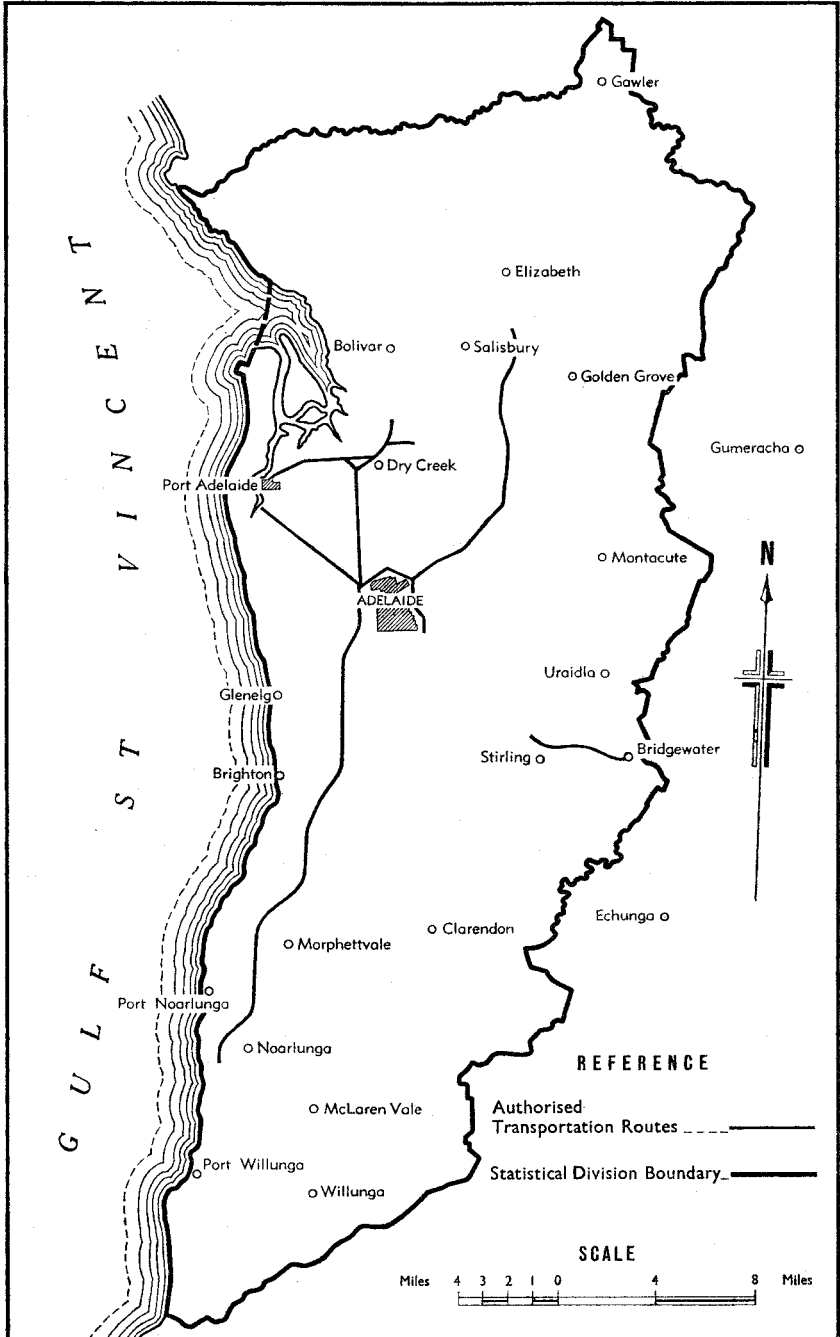 Gawler
Elizabeth
Bolivar
Salisbury
Golden Grove
Gumeracha
Dry Creek
Port Adelaide
Montacute
N
ADELAIDE
Uraidla
Glenelg
Bridgewater
Stirling
Brighton
Echunga
Clarendon
Morphettvale
Port Noarlunga
Noarlunga
GULF ST VINCENT
REFERENCE
McLaren Vale
Authorised
Transportation Routes
Port Willunga
Statistical Division Boundary
Willunga
SCALE
Miles 4 3 2 1 0 4 8 Miles